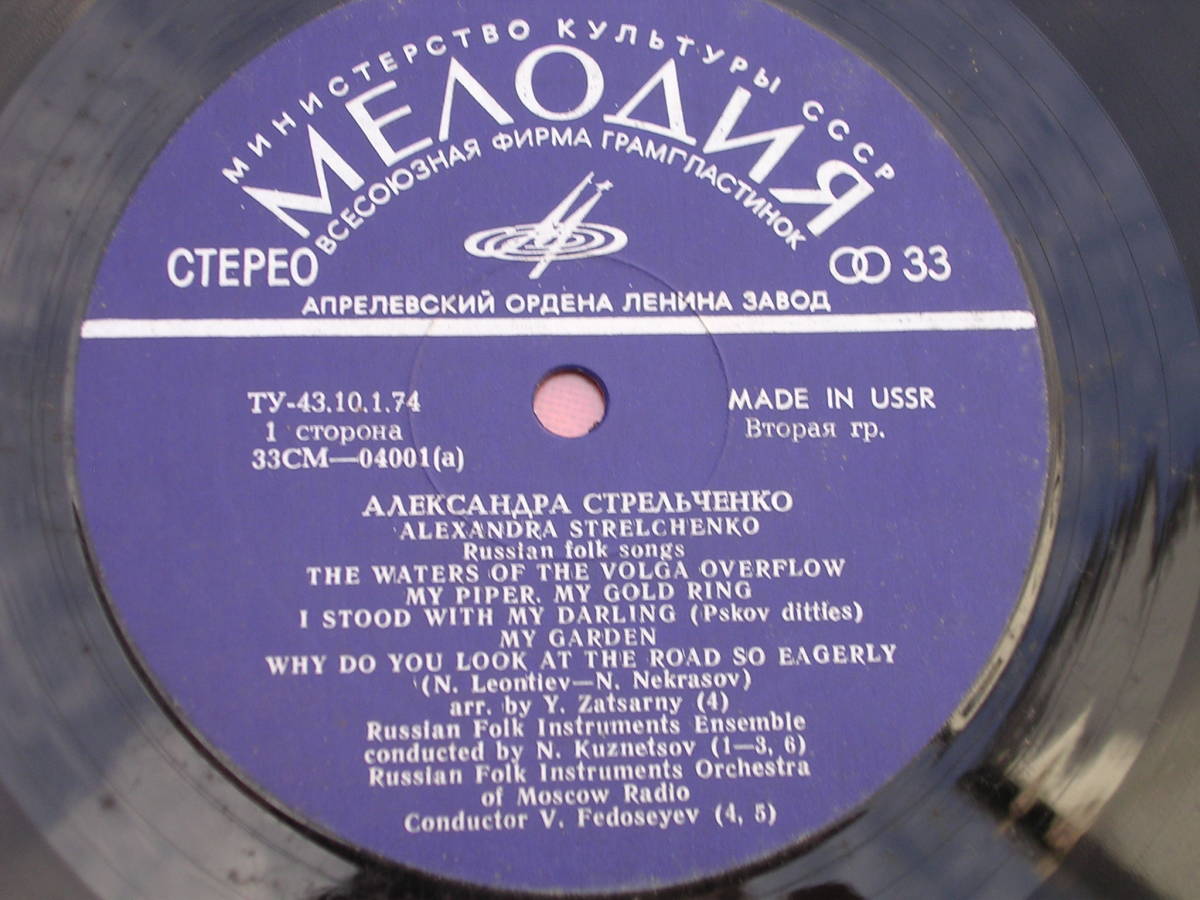 МИНИСТЕРСТВО КУЛЬТУРЫ СССР
МЕЛОДИЯ
ВСЕСОЮЗНАЯ ФИРМА ГРАМПЛАСТИНОК
СТЕРЕО
33
АПРЕЛЕВСКИЙ ОРДЕНА ЛЕНИНА ЗАВОД
ТУ-43.10.1.74
MADE IN USSR
1 сторона
Вторая гр.
33СМ—04001(а)
АЛЕКСАНДРА СТРЕЛЬЧЕНКО
ALEXANDRA STRELCHENKO
Russian folk songs
THE WATERS OF THE VOLGA OVERFLOW
MY PIPER. MY GOLD RING
I STOOD WITH MY DARLING (Pskov ditties)
MY GARDEN
WHY DO YOU LOOK AT THE ROAD SO EAGERLY
(N. Leontiev—N. Nekrasov)
arr. by Y. Zatsarny (4)
Russian Folk Instruments Ensemble
conducted by N. Kuznetsov (1—3, 6)
Russian Folk Instruments Orchestra
of Moscow Radio
Conductor V. Fedoseyev (4, 5)